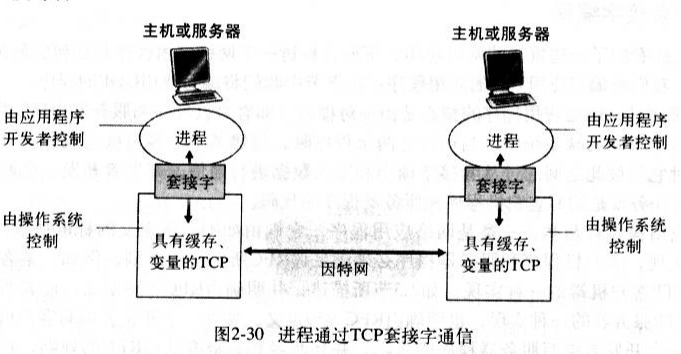 主机或服务器
主机或服务器
由应用程序
开发者控制
进程
进程
由应用程序
开发者控制
套接字
套接字
由操作系统
控制
具有缓存、
变量的TCP
因特网
具有缓存、
变量的TCP
由操作系统
控制
图2-30 进程通过TCP套接字通信